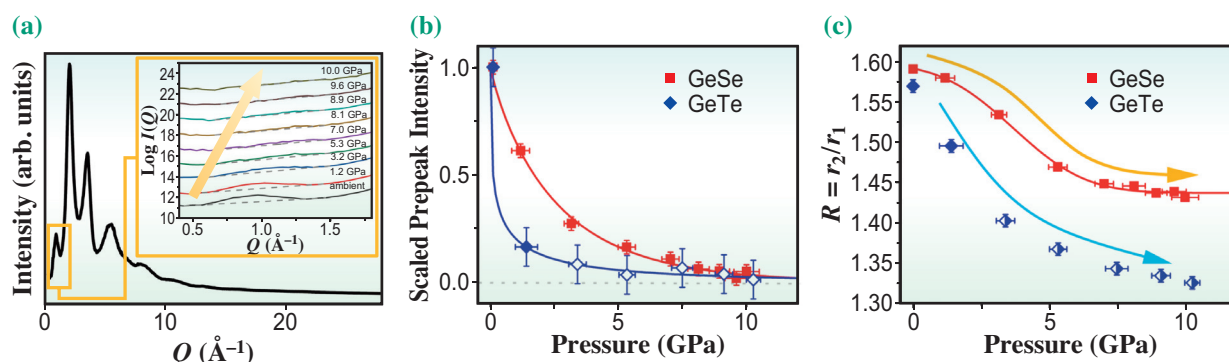 (a)
Intensity (arb. units)
0
10
20
Q (Å⁻¹)
Log I(Q)
24
22
20
18
16
14
12
10
10.0 GPa
9.6 GPa
8.9 GPa
8.1 GPa
7.0 GPa
5.3 GPa
3.2 GPa
1.2 GPa
ambient
0.5
1.0
1.5
Q (Å⁻¹)
(b)
Scaled Prepeak Intensity
1.0
0.5
0.0
GeSe
GeTe
0
5
10
Pressure (GPa)
(c)
R = r₂/r₁
1.60
1.55
1.50
1.45
1.40
1.35
1.30
GeSe
GeTe
0
5
10
Pressure (GPa)